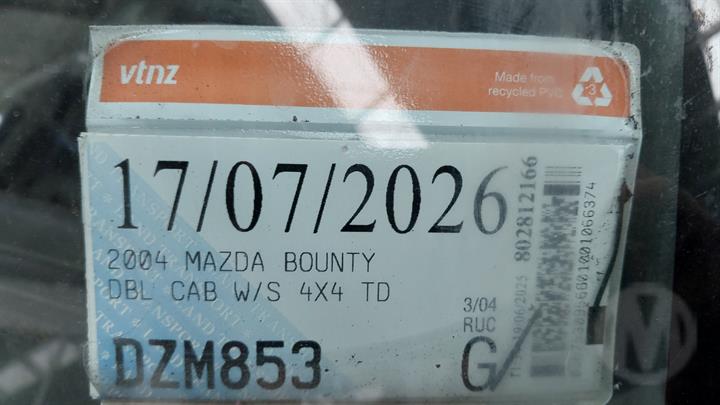 vtnz
Made from
recycled PVC
3
17/07/2026
2004 MAZDA BOUNTY
DBL CAB W/S 4X4 TD
3/04
RUC
DZM853
G/
802812166